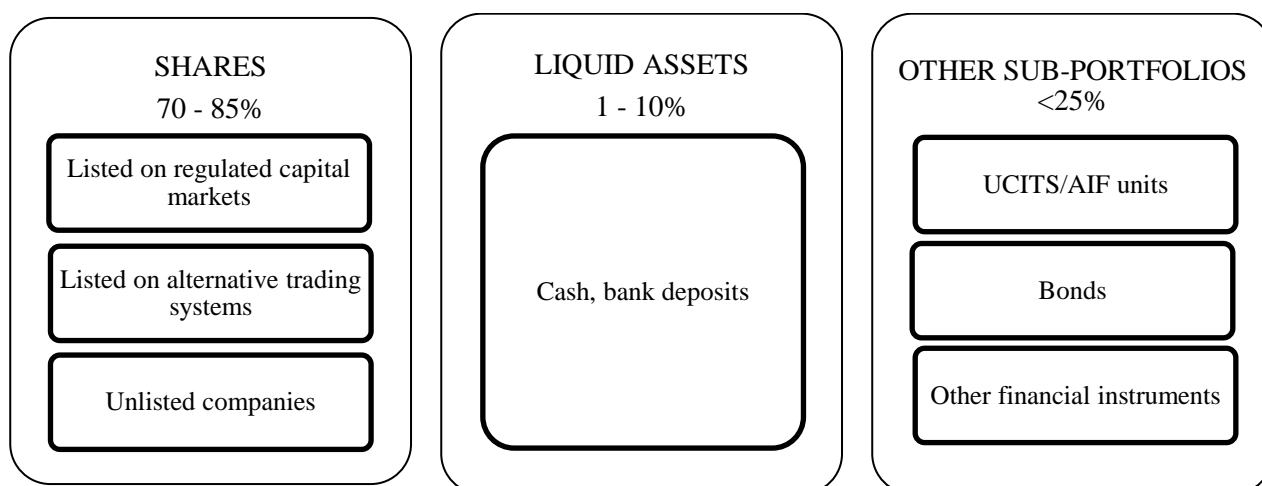 SHARES
70 - 85%
Listed on regulated capital
markets
Listed on alternative trading
systems
Unlisted companies
LIQUID ASSETS
1 - 10%
Cash, bank deposits
OTHER SUB-PORTFOLIOS
<25%
UCITS/AIF units
Bonds
Other financial instruments